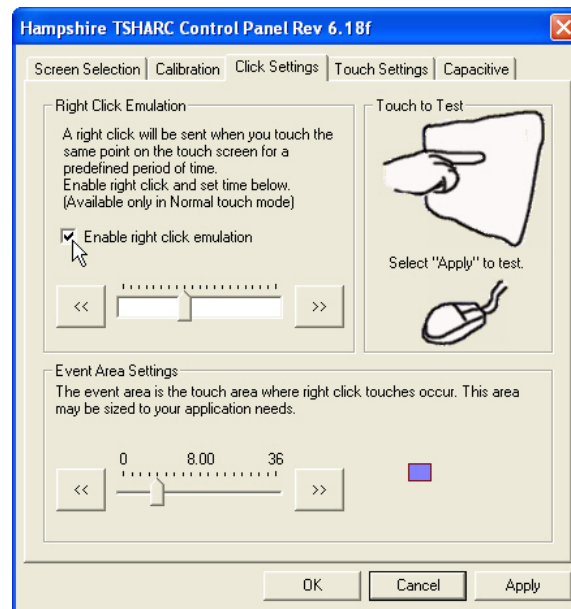 Hampshire TSHARC Control Panel Rev 6.18f
Screen Selection Calibration Click Settings Touch Settings Capacitive
Right Click Emulation
A right click will be sent when you touch the
same point on the touch screen for a
predefined period of time.
Enable right click and set time below.
(Available only in Normal touch mode)
Enable right click emulation
<< >>
Touch to Test
Select "Apply" to test.
Event Area Settings
The event area is the touch area where right click touches occur. This area
may be sized to your application needs.
0 8.00 36
<< >>
OK Cancel Apply